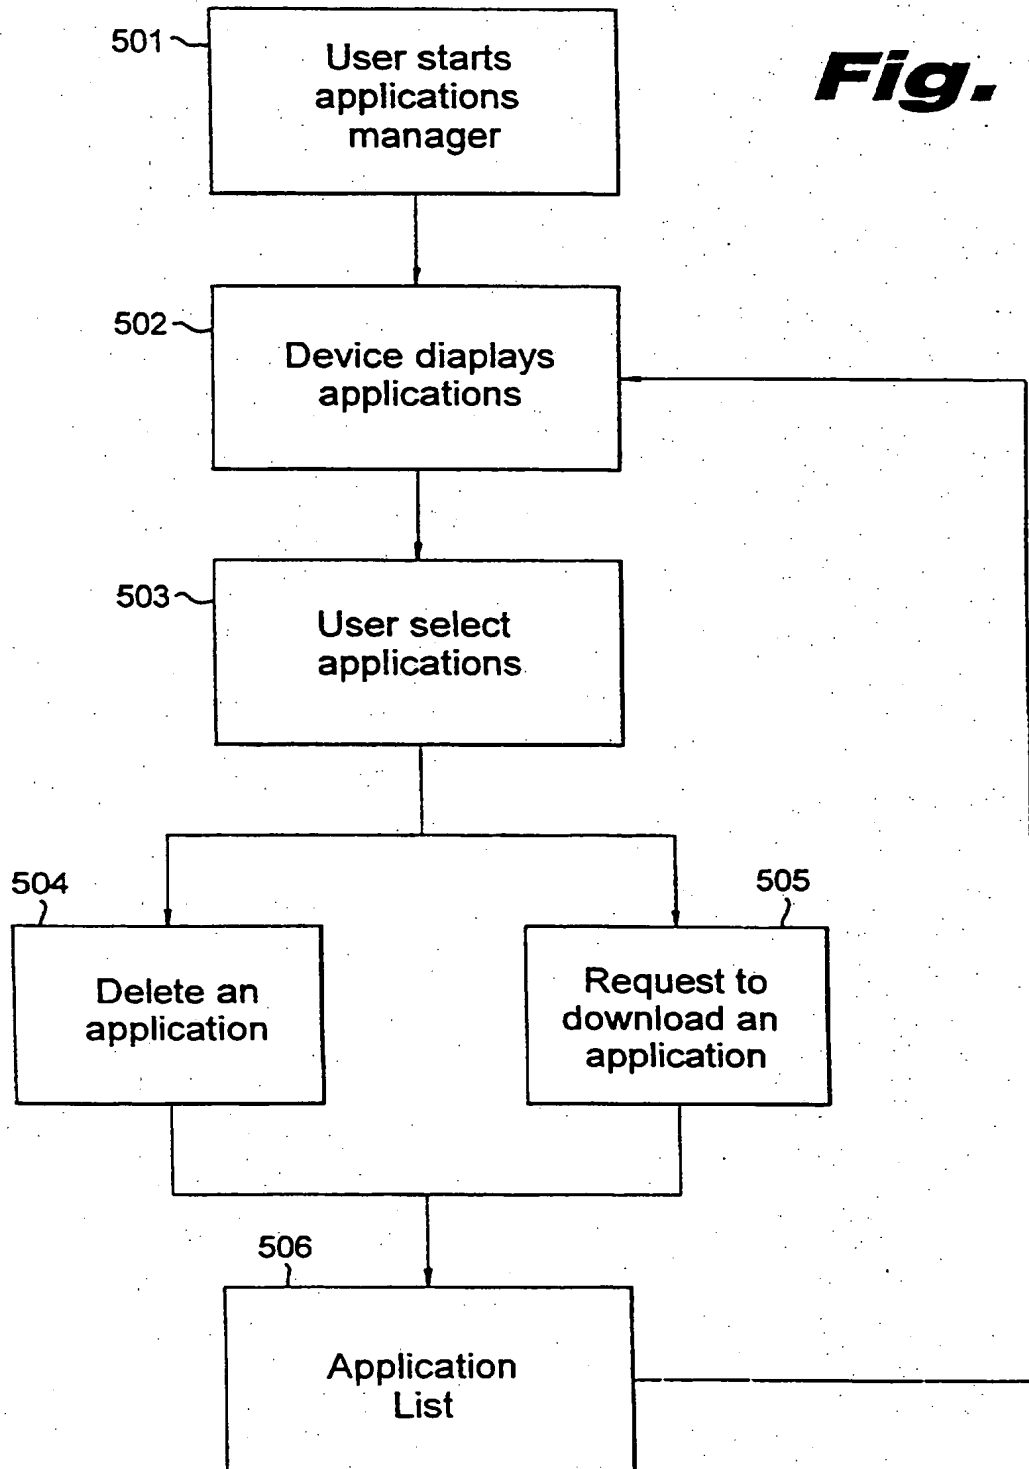 Fig.
501
User starts
applications
manager
502
Device diaplays
applications
503
User select
applications
504
Delete an
application
505
Request to
download an
application
506
Application
List